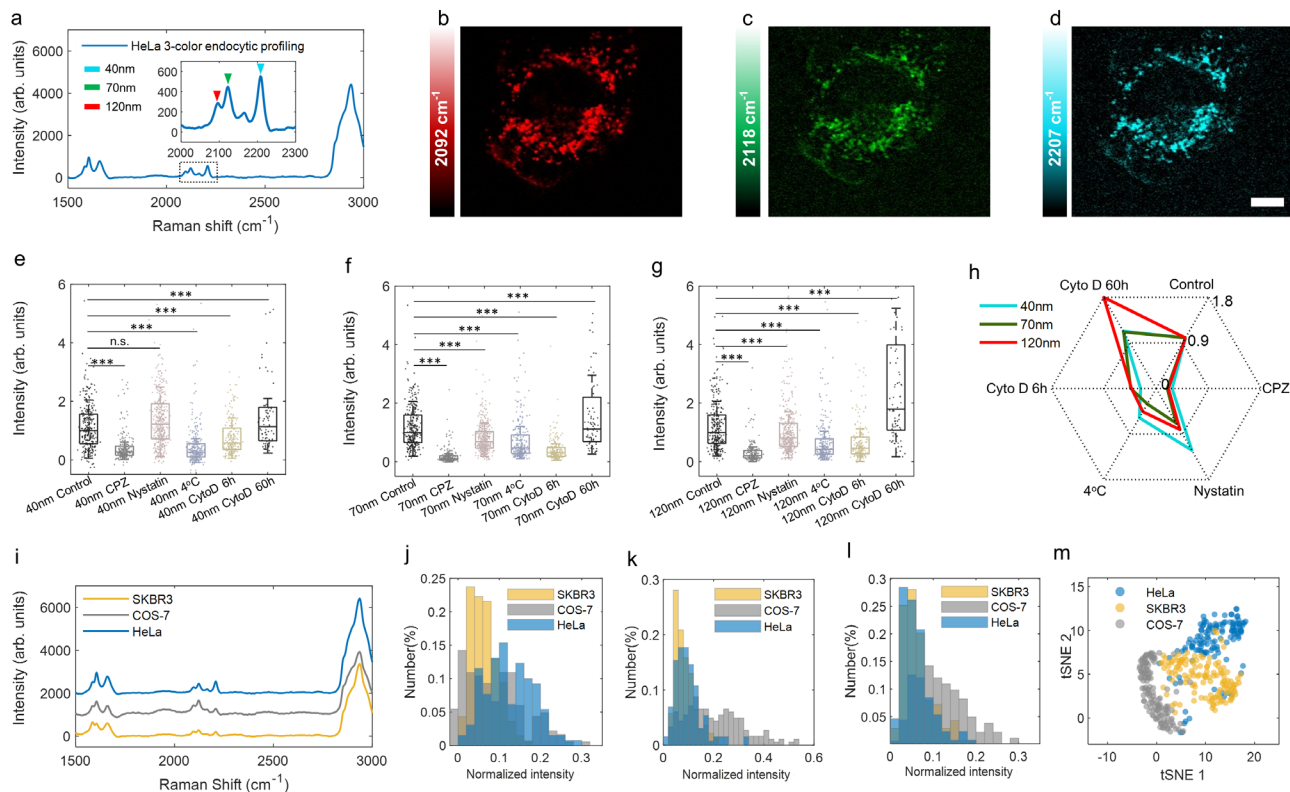 a
HeLa 3-color endocytic profiling
40nm
70nm
120nm
6000
4000
2000
0
600
400
200
0
2000 2100 2200 2300
1500 2000 2500 3000
Intensity (arb. units)
Raman shift (cm-1)
b
2092 cm-1
c
2118 cm-1
d
2207 cm-1
e
Intensity (arb. units)
6
4
2
0
***
***
***
n.s.
***
40nm Control
40nm CPZ
40nm Nystatin
40nm 4oC
40nm CytoD 6h
40nm CytoD 60h
f
Intensity (arb. units)
6
4
2
0
***
***
***
***
***
70nm Control
70nm CPZ
70nm Nystatin
70nm 4oC
70nm CytoD 6h
70nm CytoD 60h
g
Intensity (arb. units)
6
4
2
0
***
***
***
***
***
120nm Control
120nm CPZ
120nm Nystatin
120nm 4oC
120nm CytoD 6h
120nm CytoD 60h
h
40nm
70nm
120nm
Cyto D 60h
Control
1.8
0.9
0
Cyto D 6h
CPZ
4oC
Nystatin
i
SKBR3
COS-7
HeLa
Intensity (arb. units)
6000
4000
2000
0
1500 2000 2500 3000
Raman Shift (cm-1)
j
SKBR3
COS-7
HeLa
Number(%)
0.25
0.2
0.15
0.1
0.05
0
0 0.1 0.2 0.3
Normalized intensity
k
SKBR3
COS-7
HeLa
Number(%)
0.3
0.2
0.1
0
0 0.2 0.4 0.6
Normalized intensity
l
SKBR3
COS-7
HeLa
Number(%)
0.3
0.25
0.2
0.15
0.1
0.05
0 0.1 0.2 0.3
Normalized intensity
m
HeLa
SKBR3
COS-7
tSNE 2
15
10
5
0
-10 0 10 20
tSNE 1